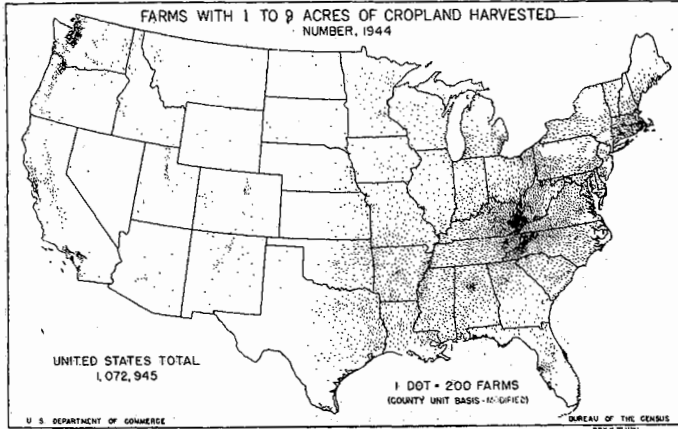 FARMS WITH 1 TO 9 ACRES OF CROPLAND HARVESTED
NUMBER, 1944
UNITED STATES TOTAL
1,072,945
1 DOT = 200 FARMS
(COUNTY UNIT BASIS - MODIFIED)
U S. DEPARTMENT OF COMMERCE
BUREAU OF THE CENSUS